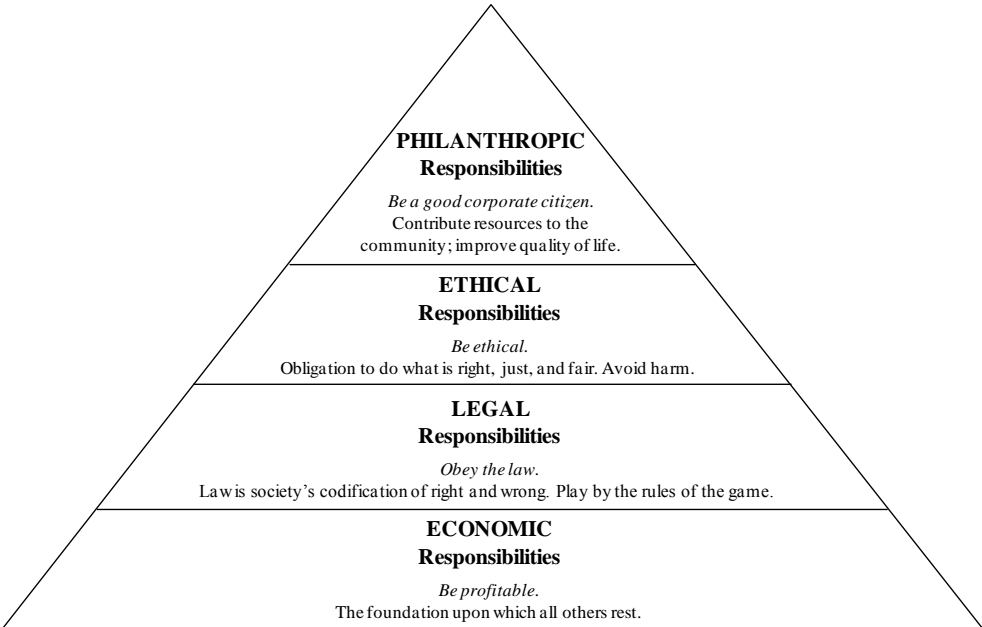 PHILANTHROPIC
Responsibilities
Be a good corporate citizen.
Contribute resources to the
community; improve quality of life.
ETHICAL
Responsibilities
Be ethical.
Obligation to do what is right, just, and fair. Avoid harm.
LEGAL
Responsibilities
Obey the law.
Law is society’s codification of right and wrong. Play by the rules of the game.
ECONOMIC
Responsibilities
Be profitable.
The foundation upon which all others rest.